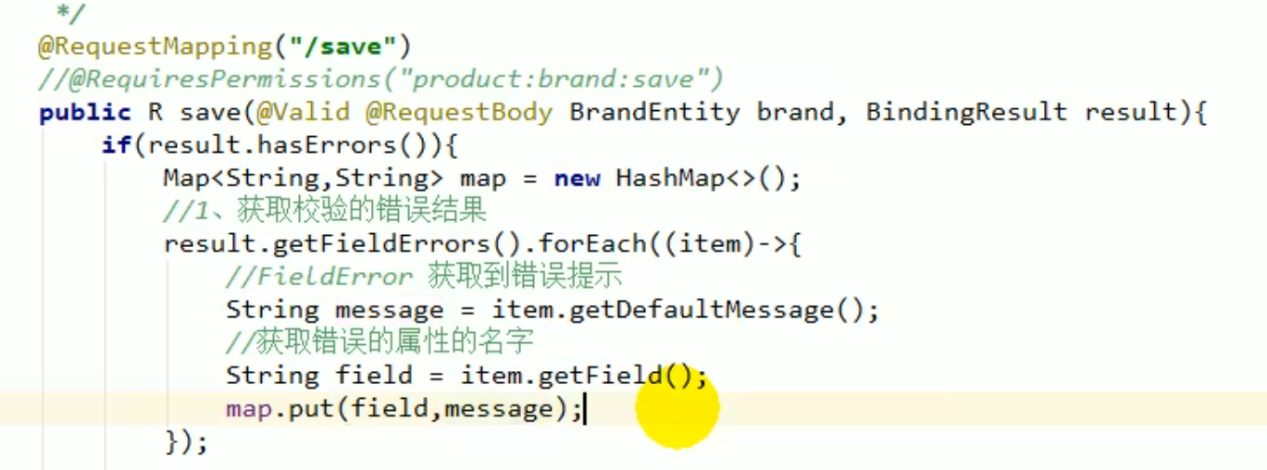 */
@RequestMapping("/save")
//@RequiresPermissions("product:brand:save")
public R save(@Valid @RequestBody BrandEntity brand, BindingResult result){
if(result.hasErrors()){
Map<String,String> map = new HashMap<>();
//1、获取校验的错误结果
result.getFieldErrors().forEach((item)->{
//FieldError 获取到错误提示
String message = item.getDefaultMessage();
//获取错误的属性的名字
String field = item.getField();
map.put(field,message);
});